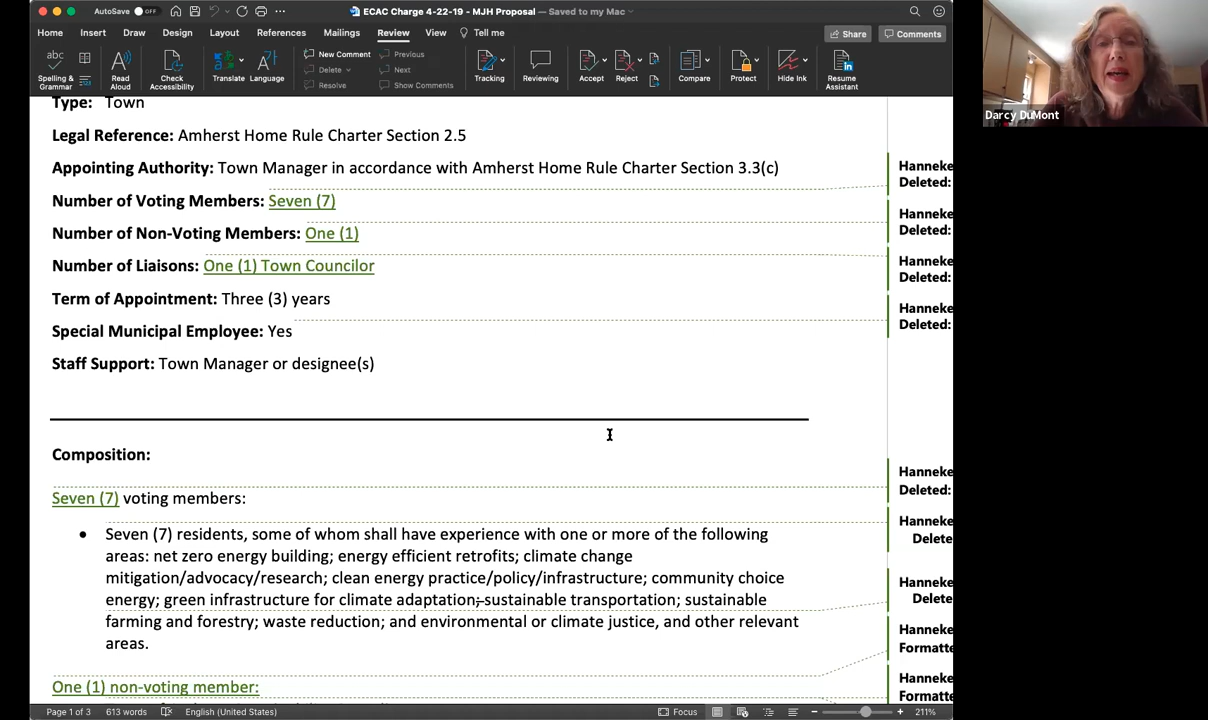 AutoSave OFF ECAC Charge 4-22-19 - MJH Proposal — Saved to my Mac
Home Insert Draw Design Layout References Mailings Review View Tell me Share Comments
abc Spelling & Grammar Read Aloud Check Accessibility Translate Language New Comment Delete Resolve Previous Next Show Comments Tracking Reviewing Accept Reject Compare Protect Hide Ink Resume Assistant
Darcy DuMont
Type: Town
Legal Reference: Amherst Home Rule Charter Section 2.5
Appointing Authority: Town Manager in accordance with Amherst Home Rule Charter Section 3.3(c)
Hanneke
Deleted:
Number of Voting Members: Seven (7)
Hanneke
Deleted:
Number of Non-Voting Members: One (1)
Hanneke
Deleted:
Number of Liaisons: One (1) Town Councilor
Term of Appointment: Three (3) years
Hanneke
Deleted:
Special Municipal Employee: Yes
Staff Support: Town Manager or designee(s)
Composition:
Hanneke
Deleted:
Seven (7) voting members:
Hanneke
Delete
Seven (7) residents, some of whom shall have experience with one or more of the following
areas: net zero energy building; energy efficient retrofits; climate change
mitigation/advocacy/research; clean energy practice/policy/infrastructure; community choice
energy; green infrastructure for climate adaptation; sustainable transportation; sustainable
farming and forestry; waste reduction; and environmental or climate justice, and other relevant
areas.
Hanneke
Delete
Hanneke
Formatte
One (1) non-voting member:
Hanneke
Formatte
Page 1 of 3 613 words English (United States) Focus 211%